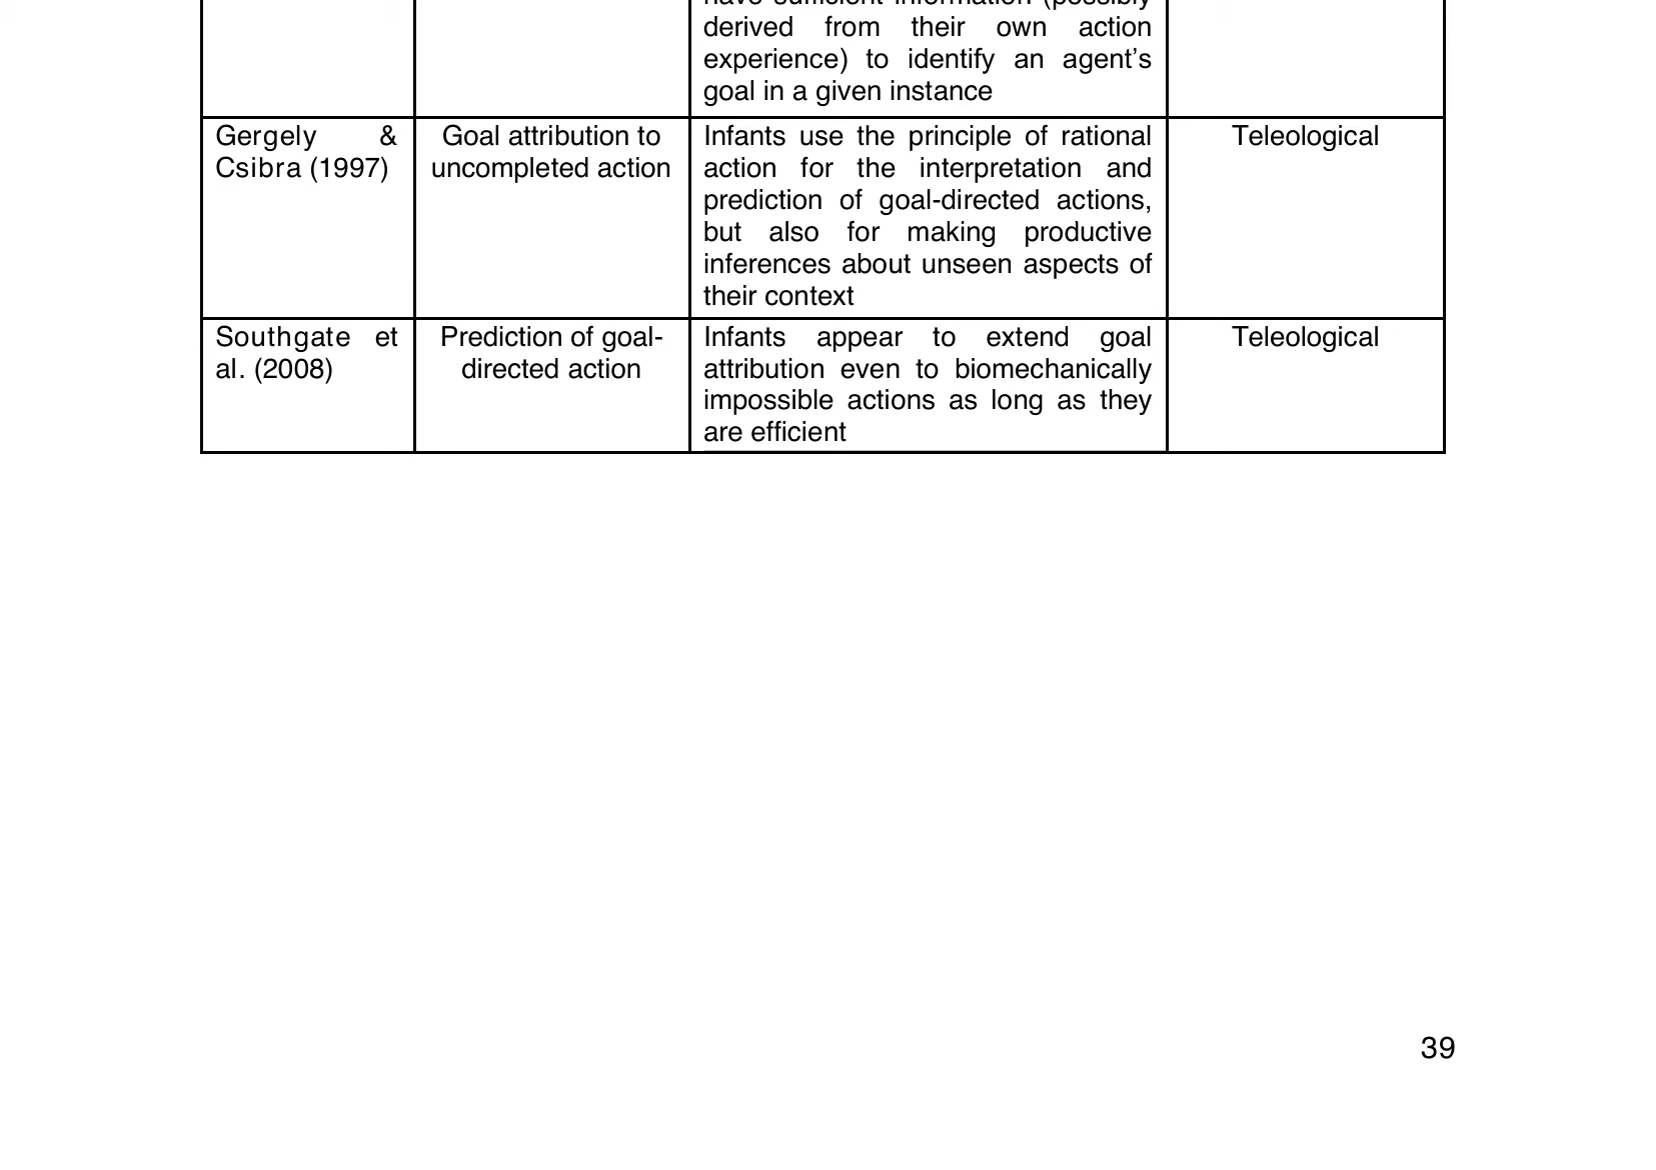 have sufficient information (possibly
derived from their own action
experience) to identify an agent’s
goal in a given instance
Gergely &
Csibra (1997)
Goal attribution to
uncompleted action
Infants use the principle of rational
action for the interpretation and
prediction of goal-directed actions,
but also for making productive
inferences about unseen aspects of
their context
Teleological
Southgate et
al. (2008)
Prediction of goal-
directed action
Infants appear to extend goal
attribution even to biomechanically
impossible actions as long as they
are efficient
Teleological
39